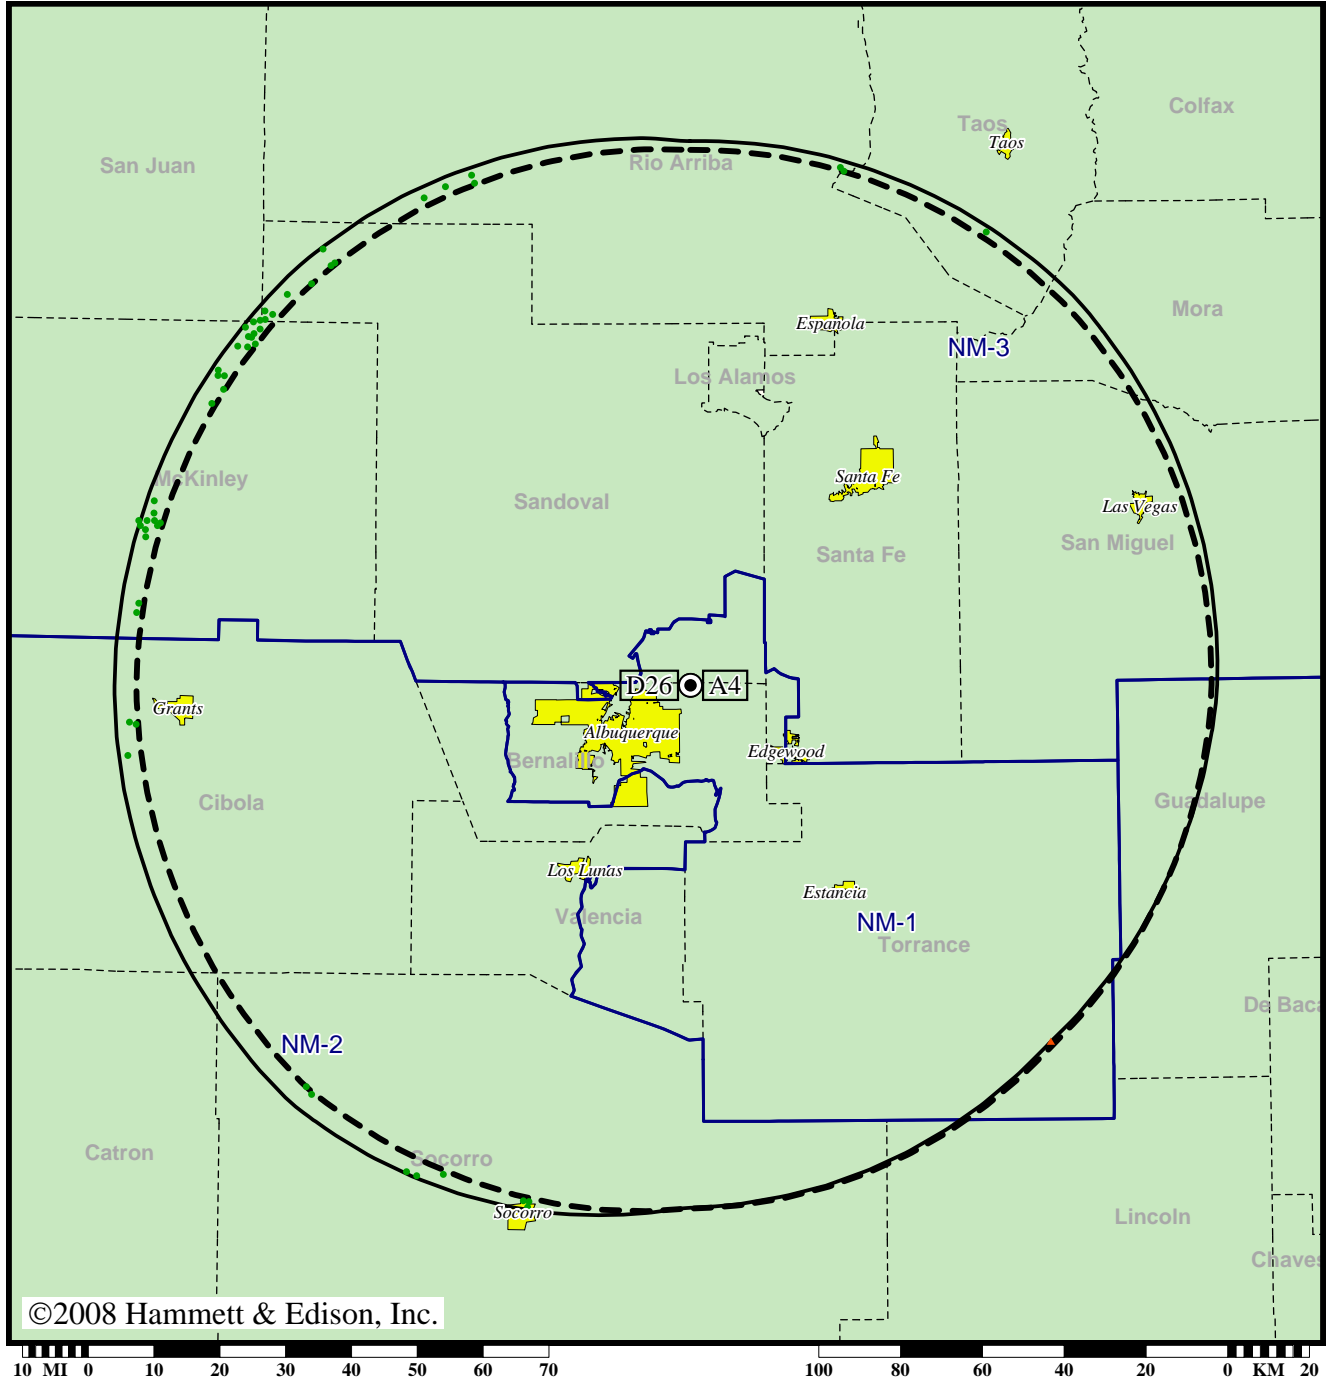 Colfax
Taos
Taos
San Juan
Rio Arriba
Mora
Española
NM-3
Los Alamos
McKinley
Santa Fe
Sandoval
Las Vegas
San Miguel
Santa Fe
D26
A4
Grants
Albuquerque
Edgewood
Bernalillo
Cibola
Guadalupe
Los Lunas
Estancia
Valencia
NM-1
Torrance
De Baca
NM-2
Catron
Socorro
Socorro
Lincoln
Chaves
©2008 Hammett & Edison, Inc.
10 MI 0 10 20 30 40 50 60 70 100 80 60 40 20 0 KM 20